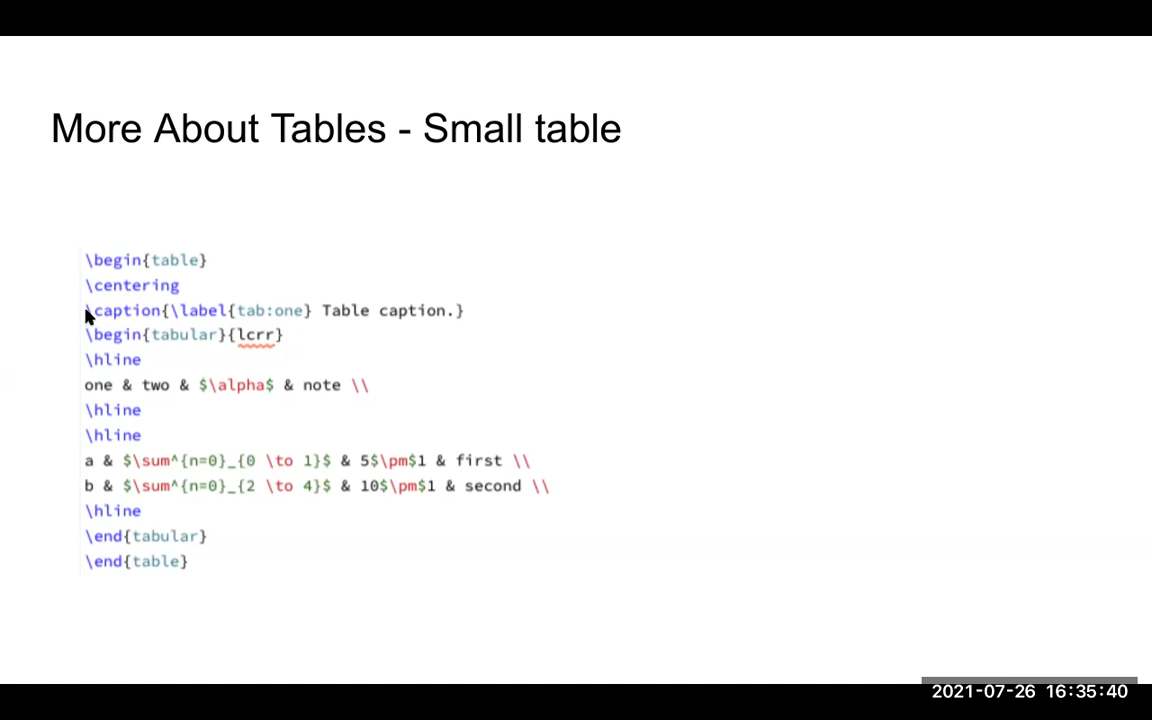 More About Tables - Small table
\begin{table}
\centering
\caption{\label{tab:one} Table caption.}
\begin{tabular}{lcrr}
\hline
one & two & $\alpha$ & note \\
\hline
\hline
a & $\sum^{n=0}_{0 \to 1}$ & 5$\pm$1 & first \\
b & $\sum^{n=0}_{2 \to 4}$ & 10$\pm$1 & second \\
\hline
\end{tabular}
\end{table}
2021-07-26 16:35:40